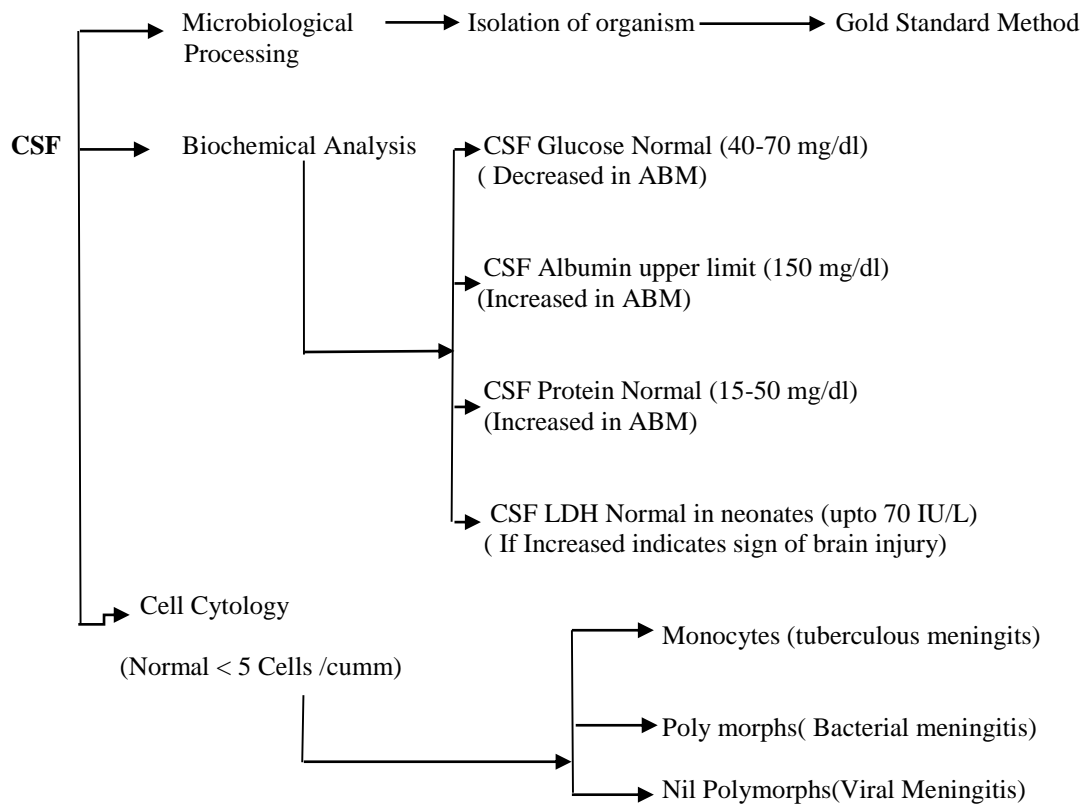 Microbiological
Processing
Isolation of organism
Gold Standard Method
CSF
Biochemical Analysis
CSF Glucose Normal (40-70 mg/dl)
( Decreased in ABM)
CSF Albumin upper limit (150 mg/dl)
(Increased in ABM)
CSF Protein Normal (15-50 mg/dl)
(Increased in ABM)
CSF LDH Normal in neonates (upto 70 IU/L)
( If Increased indicates sign of brain injury)
Cell Cytology
(Normal < 5 Cells /cumm)
Monocytes (tuberculous meningits)
Poly morphs( Bacterial meningitis)
Nil Polymorphs(Viral Meningitis)